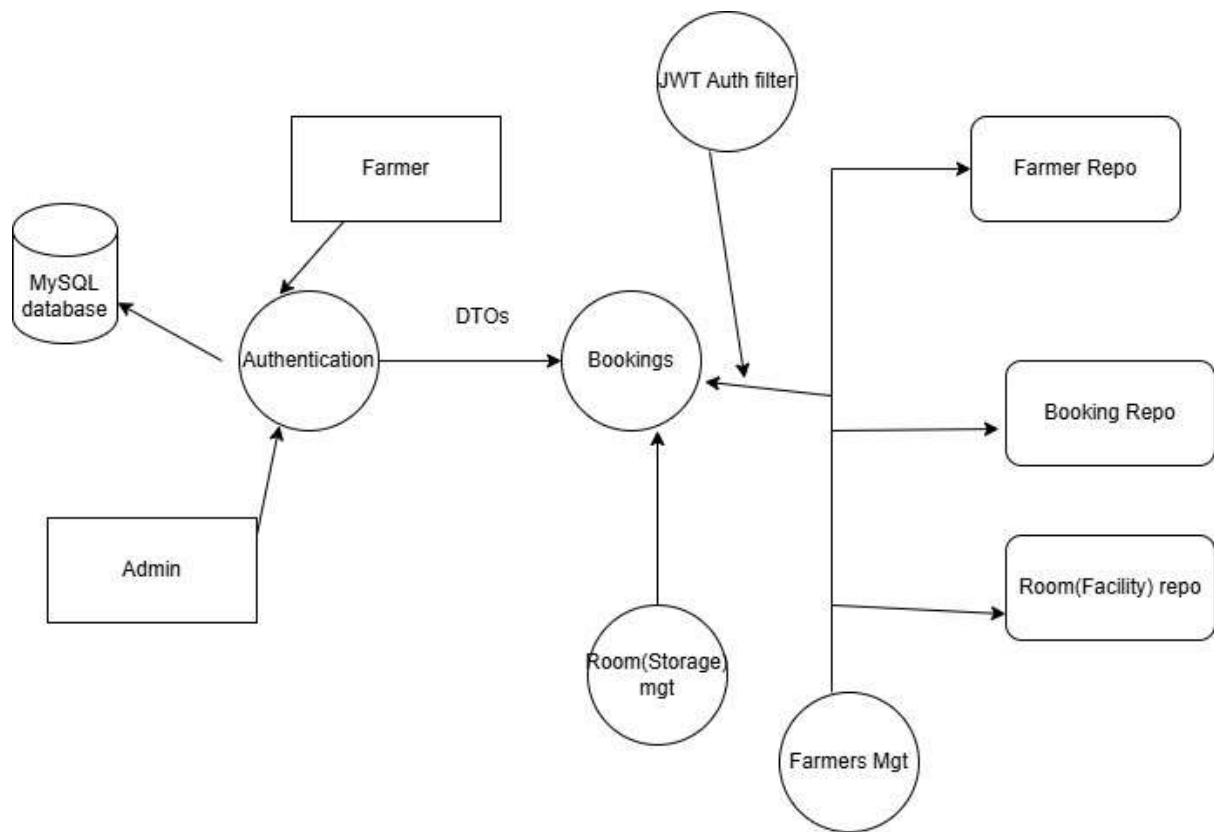 JWT Auth filter
Farmer
Farmer Repo
MySQL
database
DTOs
Authentication
Bookings
Booking Repo
Admin
Room(Facility) repo
Room(Storage)
mgt
Farmers Mgt